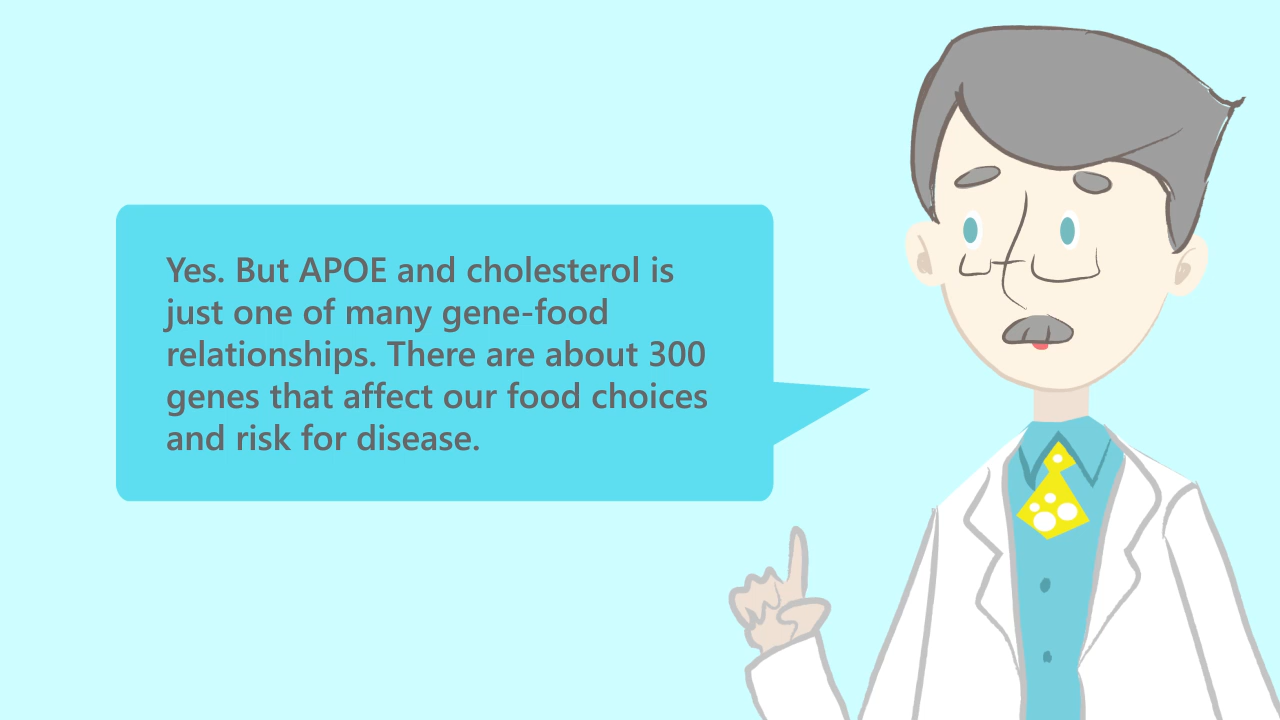 Yes. But APOE and cholesterol is
just one of many gene-food
relationships. There are about 300
genes that affect our food choices
and risk for disease.